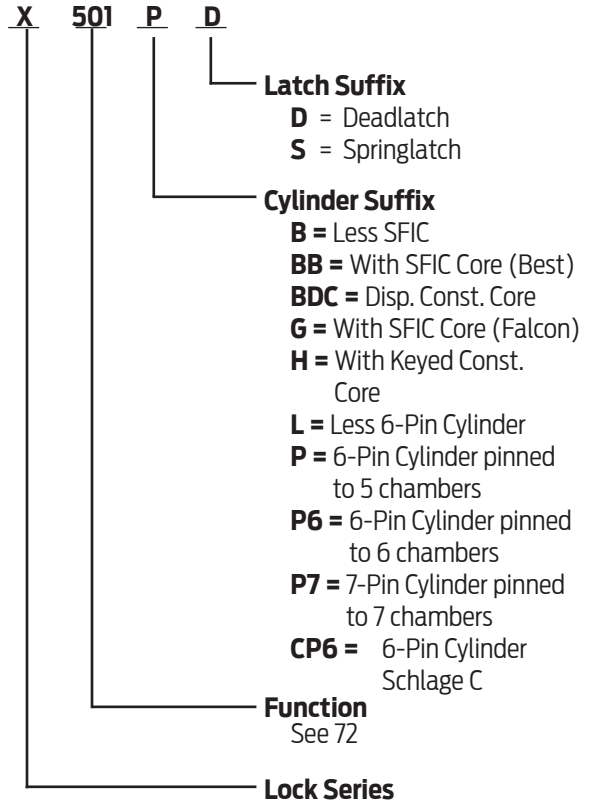 X 501 P D
Latch Suffix
D = Deadlatch
S = Springlatch
Cylinder Suffix
B = Less SFIC
BB = With SFIC Core (Best)
BDC = Disp. Const. Core
G = With SFIC Core (Falcon)
H = With Keyed Const.
Core
L = Less 6-Pin Cylinder
P = 6-Pin Cylinder pinned
to 5 chambers
P6 = 6-Pin Cylinder pinned
to 6 chambers
P7 = 7-Pin Cylinder pinned
to 7 chambers
CP6 = 6-Pin Cylinder
Schlage C
Function
See 72
Lock Series